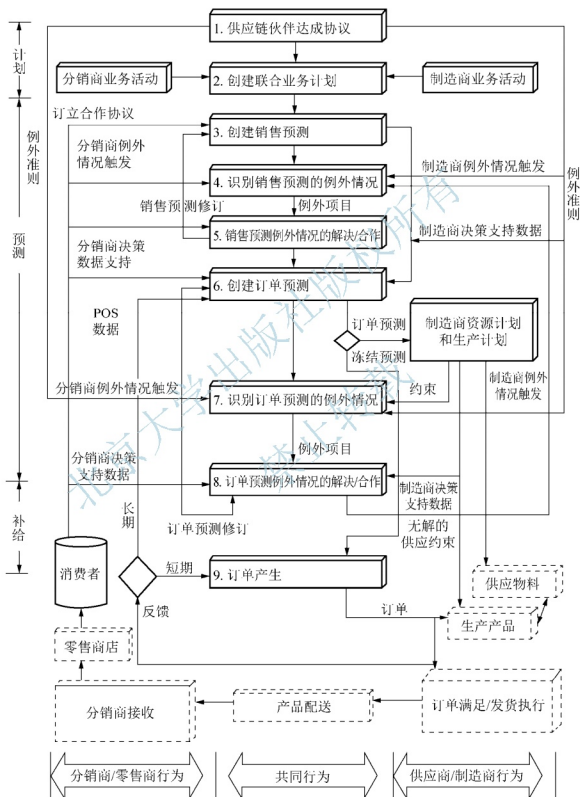 1. 供应链伙伴达成协议
计划
分销商业务活动
2. 创建联合业务计划
制造商业务活动
订立合作协议
3. 创建销售预测
例外准则
分销商例外
情况触发
制造商例外情况触发
例外准则
4. 识别销售预测的例外情况
销售预测修订
例外项目
预测
5. 销售预测例外情况的解决/合作
制造商决策支持数据
分销商决策
数据支持
6. 创建订单预测
POS
数据
订单预测
制造商资源计划
和生产计划
冻结预测
制造商例外
情况触发
分销商例外情况触发
约束
7. 识别订单预测的例外情况
例外项目
分销商决策
支持数据
8. 订单预测例外情况的解决/合作
制造商决策
支持数据
长期
订单预测修订
无解的
供应约束
补给
消费者
短期
9. 订单产生
供应物料
反馈
订单
生产产品
零售商店
分销商接收
产品配送
订单满足/发货执行
分销商/零售商行为
共同行为
供应商/制造商行为
北京大学出版社版权所有
禁止转载